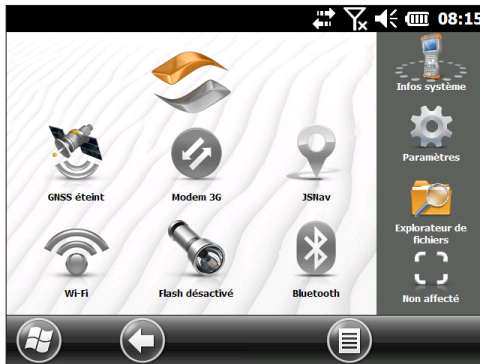 08:15
Infos système
GNSS éteint
Modem 3G
JSNav
Paramètres
Wi-Fi
Flash désactivé
Bluetooth
Explorateur de
fichiers
Non affecté